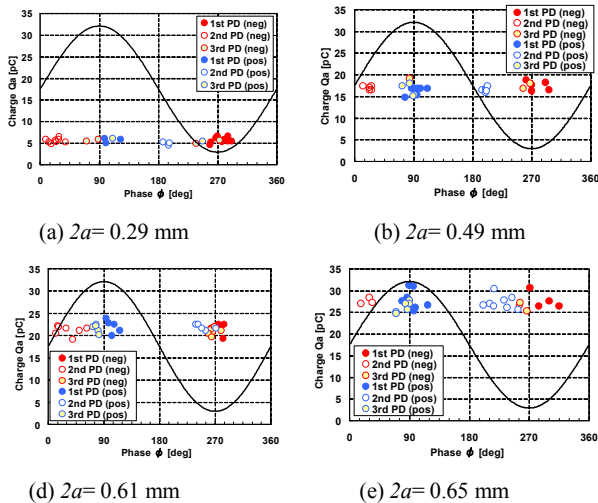 35
30
25
20
15
10
5
0
Charge Qa [pC]
0 90 180 270 360
Phase ϕ [deg]
1st PD (neg)
2nd PD (neg)
3rd PD (neg)
1st PD (pos)
2nd PD (pos)
3rd PD (pos)
(a) 2a= 0.29 mm
35
30
25
20
15
10
5
0
Charge Qa [pC]
0 90 180 270 360
Phase ϕ [deg]
1st PD (neg)
2nd PD (neg)
3rd PD (neg)
1st PD (pos)
2nd PD (pos)
3rd PD (pos)
(b) 2a= 0.49 mm
35
30
25
20
15
10
5
0
Charge Qa [pC]
0 90 180 270 360
Phase ϕ [deg]
1st PD (neg)
2nd PD (neg)
3rd PD (neg)
1st PD (pos)
2nd PD (pos)
3rd PD (pos)
(d) 2a= 0.61 mm
35
30
25
20
15
10
5
0
Charge Qa [pC]
0 90 180 270 360
Phase ϕ [deg]
1st PD (neg)
2nd PD (neg)
3rd PD (neg)
1st PD (pos)
2nd PD (pos)
3rd PD (pos)
(e) 2a= 0.65 mm